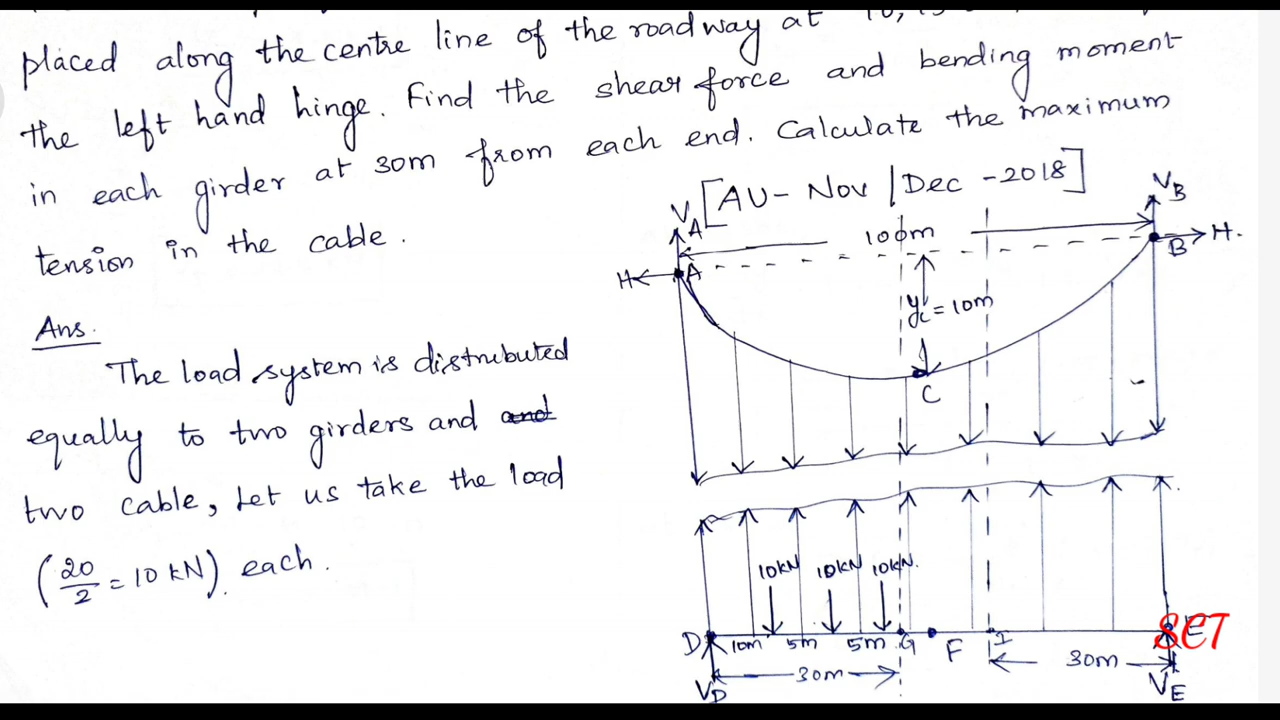 placed along the centre line of the roadway at 10, 15
the left hand hinge. Find the shear force and bending moment
in each girder at 30m from each end. Calculate the maximum
tension in the cable.
[AU- Nov / Dec -2018]
Ans.
The load system is distributed
equally to two girders and and
two cable, Let us take the load
(20/2 = 10 kN) each.
VA
VB
100m
H
A
B
H.
yc = 10m
C
10kN 10kN 10kN.
D 10m 5m 5m G F I E
SET
30m
30m
VD
VE